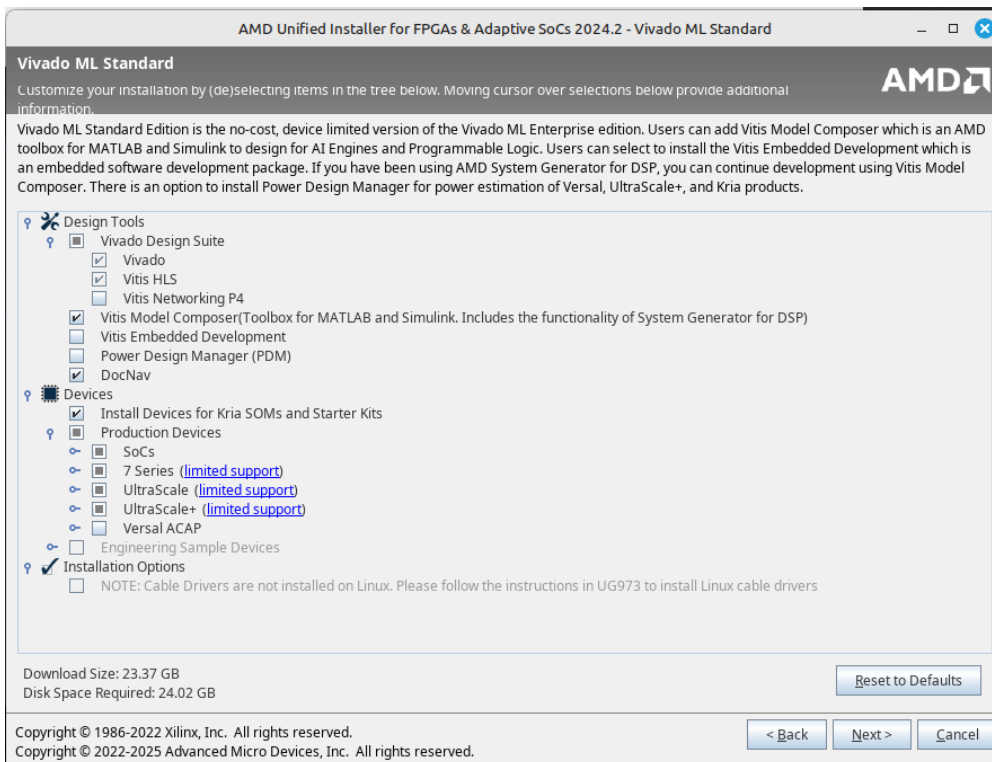 AMD Unified Installer for FPGAs & Adaptive SoCs 2024.2 - Vivado ML Standard
Vivado ML Standard
Customize your installation by (de)selecting items in the tree below. Moving cursor over selections below provide additional
information.
AMD
Vivado ML Standard Edition is the no-cost, device limited version of the Vivado ML Enterprise edition. Users can add Vitis Model Composer which is an AMD
toolbox for MATLAB and Simulink to design for AI Engines and Programmable Logic. Users can select to install the Vitis Embedded Development which is
an embedded software development package. If you have been using AMD System Generator for DSP, you can continue development using Vitis Model
Composer. There is an option to install Power Design Manager for power estimation of Versal, UltraScale+, and Kria products.
Design Tools
Vivado Design Suite
Vivado
Vitis HLS
Vitis Networking P4
Vitis Model Composer(Toolbox for MATLAB and Simulink. Includes the functionality of System Generator for DSP)
Vitis Embedded Development
Power Design Manager (PDM)
DocNav
Devices
Install Devices for Kria SOMs and Starter Kits
Production Devices
SoCs
7 Series (limited support)
UltraScale (limited support)
UltraScale+ (limited support)
Versal ACAP
Engineering Sample Devices
Installation Options
NOTE: Cable Drivers are not installed on Linux. Please follow the instructions in UG973 to install Linux cable drivers
Download Size: 23.37 GB
Disk Space Required: 24.02 GB
Reset to Defaults
Copyright © 1986-2022 Xilinx, Inc. All rights reserved.
Copyright © 2022-2025 Advanced Micro Devices, Inc. All rights reserved.
< Back
Next >
Cancel